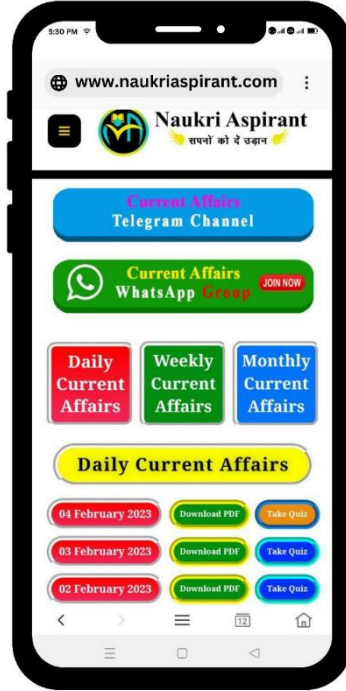 5:30 PM
www.naukriaspirant.com
Naukri Aspirant
सपनों को दें उड़ान
Current Affairs
Telegram Channel
Current Affairs
WhatsApp Group
JOIN NOW
Daily Current Affairs
Weekly Current Affairs
Monthly Current Affairs
Daily Current Affairs
04 February 2023 Download PDF Take Quiz
03 February 2023 Download PDF Take Quiz
02 February 2023 Download PDF Take Quiz
12